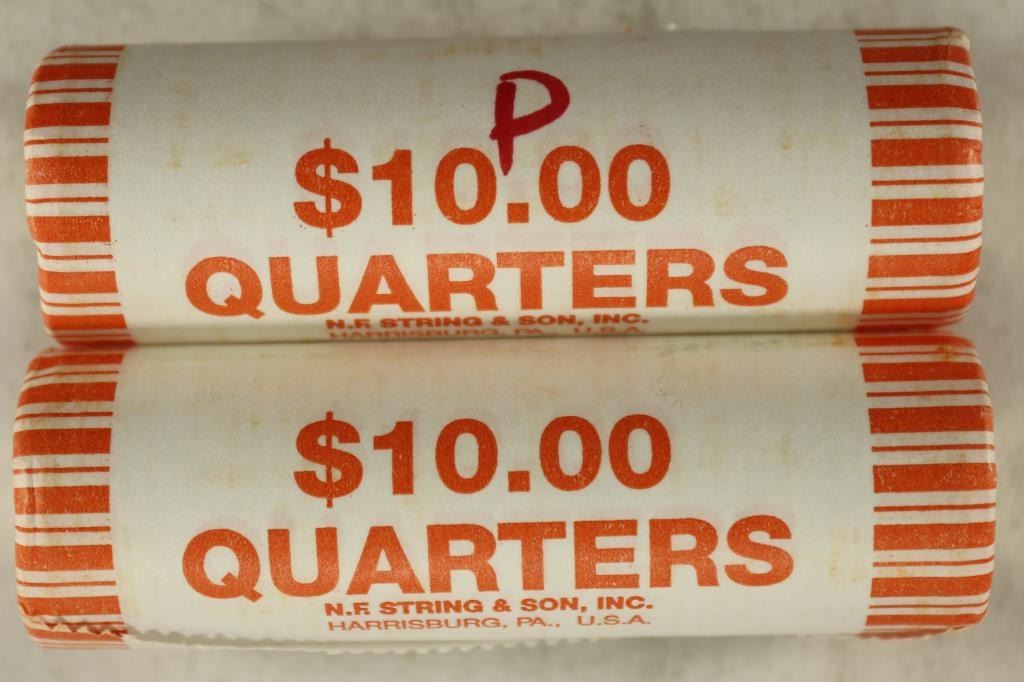 P
$10.00
QUARTERS
N.F. STRING & SON, INC.
HARRISBURG, PA., U.S.A.
$10.00
QUARTERS
N.F. STRING & SON, INC.
HARRISBURG, PA., U.S.A.